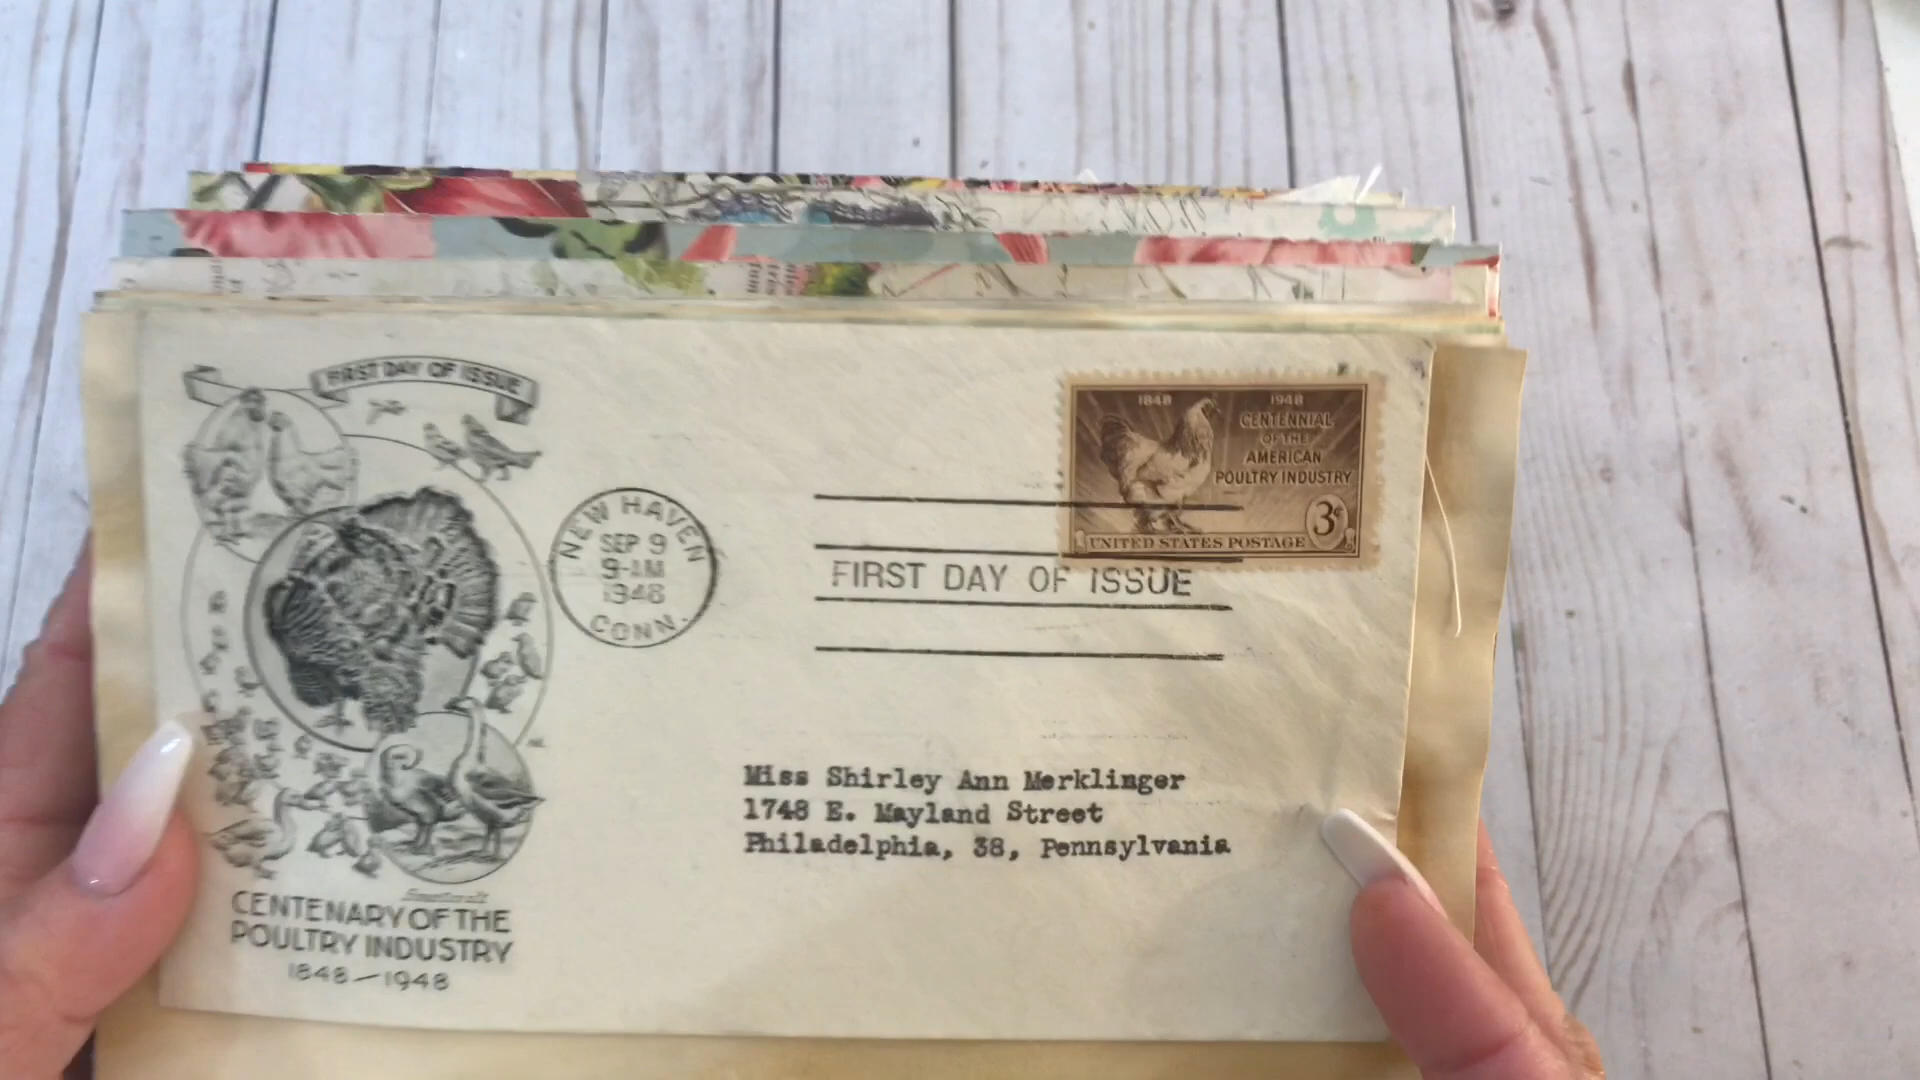 FIRST DAY OF ISSUE
CENTENARY OF THE
POULTRY INDUSTRY
1848-1948
NEW HAVEN
SEP 9
9-AM
1948
CONN.
FIRST DAY OF ISSUE
1848 1948
CENTENNIAL
OF THE
AMERICAN
POULTRY INDUSTRY
3¢
UNITED STATES POSTAGE
Miss Shirley Ann Merklinger
1748 E. Mayland Street
Philadelphia, 38, Pennsylvania